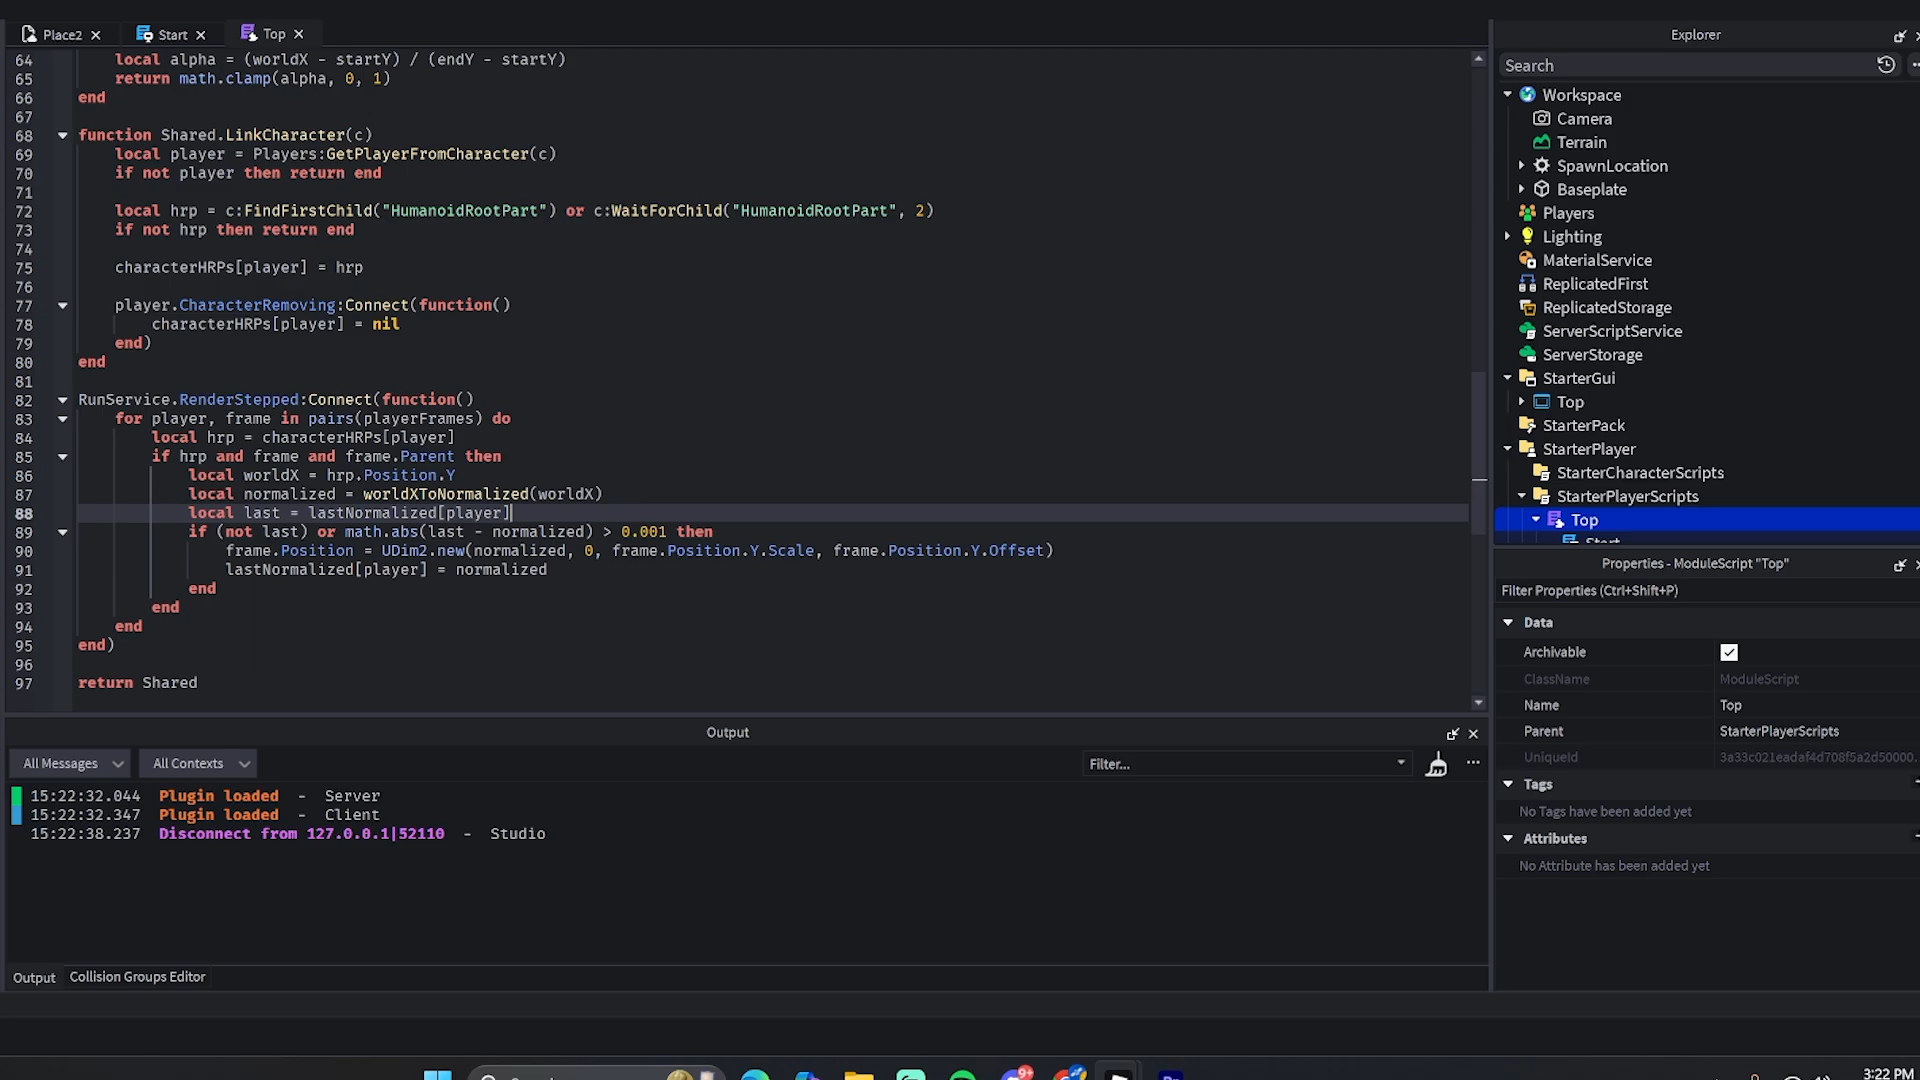 Place2
Start
Top
64 local alpha = (worldX - startY) / (endY - startY)
65 return math.clamp(alpha, 0, 1)
66 end
67
68 function Shared.LinkCharacter(c)
69 local player = Players:GetPlayerFromCharacter(c)
70 if not player then return end
71
72 local hrp = c:FindFirstChild("HumanoidRootPart") or c:WaitForChild("HumanoidRootPart", 2)
73 if not hrp then return end
74
75 characterHRPs[player] = hrp
76
77 player.CharacterRemoving:Connect(function()
78 characterHRPs[player] = nil
79 end)
80 end
81
82 RunService.RenderStepped:Connect(function()
83 for player, frame in pairs(playerFrames) do
84 local hrp = characterHRPs[player]
85 if hrp and frame and frame.Parent then
86 local worldX = hrp.Position.Y
87 local normalized = worldXToNormalized(worldX)
88 local last = lastNormalized[player]
89 if (not last) or math.abs(last - normalized) > 0.001 then
90 frame.Position = UDim2.new(normalized, 0, frame.Position.Y.Scale, frame.Position.Y.Offset)
91 lastNormalized[player] = normalized
92 end
93 end
94 end
95 end)
96
97 return Shared
Output
All Messages
All Contexts
Filter...
15:22:32.044 Plugin loaded - Server
15:22:32.347 Plugin loaded - Client
15:22:38.237 Disconnect from 127.0.0.1|52110 - Studio
Output
Collision Groups Editor
Explorer
Search
Workspace
Camera
Terrain
SpawnLocation
Baseplate
Players
Lighting
MaterialService
ReplicatedFirst
ReplicatedStorage
ServerScriptService
ServerStorage
StarterGui
Top
StarterPack
StarterPlayer
StarterCharacterScripts
StarterPlayerScripts
Top
Start
Properties - ModuleScript "Top"
Filter Properties (Ctrl+Shift+P)
Data
Archivable
ClassName ModuleScript
Name Top
Parent StarterPlayerScripts
UniqueId 3a33c021eadaf4d708f5a2d50000...
Tags
No Tags have been added yet
Attributes
No Attribute has been added yet
9+
3:22 PM